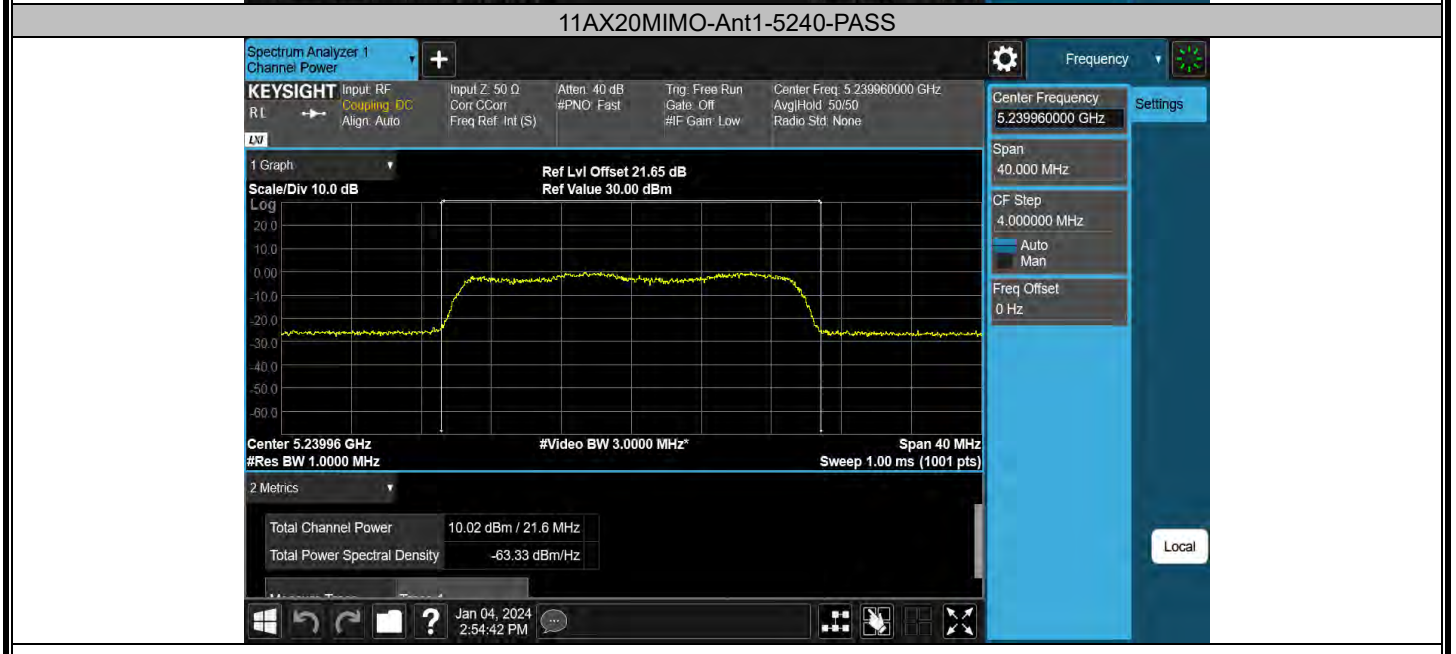 11AX20MIMO-Ant1-5240-PASS
Spectrum Analyzer 1
Channel Power
+
Frequency
KEYSIGHT
RL
LXI
Input: RF
Coupling: DC
Align: Auto
Input Z: 50 Ω
Corr CCorr
Freq Ref: Int (S)
Atten: 40 dB
#PNO: Fast
Trig: Free Run
Gate: Off
#IF Gain: Low
Center Freq: 5.239960000 GHz
Avg|Hold: 50/50
Radio Std: None
Center Frequency
5.239960000 GHz
Settings
Span
40.000 MHz
CF Step
4.000000 MHz
Auto
Man
Freq Offset
0 Hz
1 Graph
Scale/Div 10.0 dB
Ref Lvl Offset 21.65 dB
Ref Value 30.00 dBm
Log
20.0
10.0
0.00
-10.0
-20.0
-30.0
-40.0
-50.0
-60.0
Center 5.23996 GHz
#Video BW 3.0000 MHz*
Span 40 MHz
#Res BW 1.0000 MHz
Sweep 1.00 ms (1001 pts)
2 Metrics
Total Channel Power 10.02 dBm / 21.6 MHz
Total Power Spectral Density -63.33 dBm/Hz
Local
?
Jan 04, 2024
2:54:42 PM